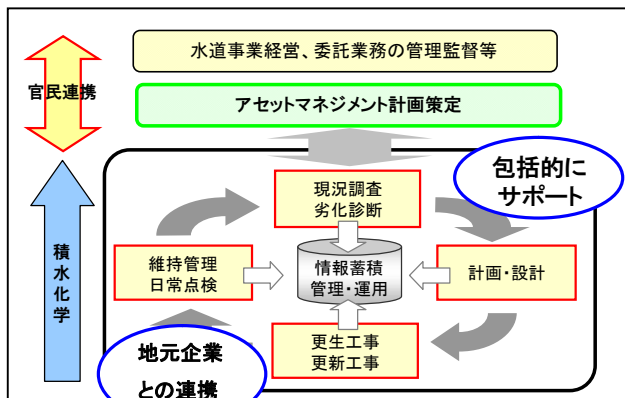 水道事業経営、委託業務の管理監督等
官民連携
アセットマネジメント計画策定
包括的に
サポート
現況調査
劣化診断
積水化学
維持管理
日常点検
情報蓄積
管理・運用
計画・設計
更生工事
更新工事
地元企業
との連携